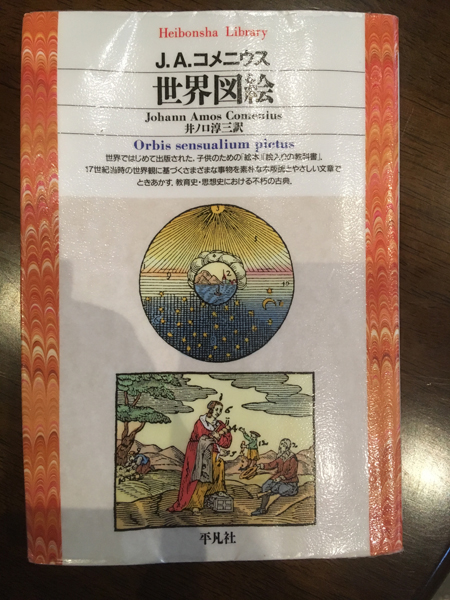 Heibonsha Library
J.A.コメニウス
世界図絵
Johann Amos Comenius
井ノ口淳三訳
Orbis sensualium pictus
世界ではじめて出版された、子供のための「絵本」「絵入りの教科書」。
17世紀当時の世界観に基づくさまざまな事物を素朴な木版画とやさしい文章で
ときあかす、教育史・思想史における不朽の古典。
平凡社